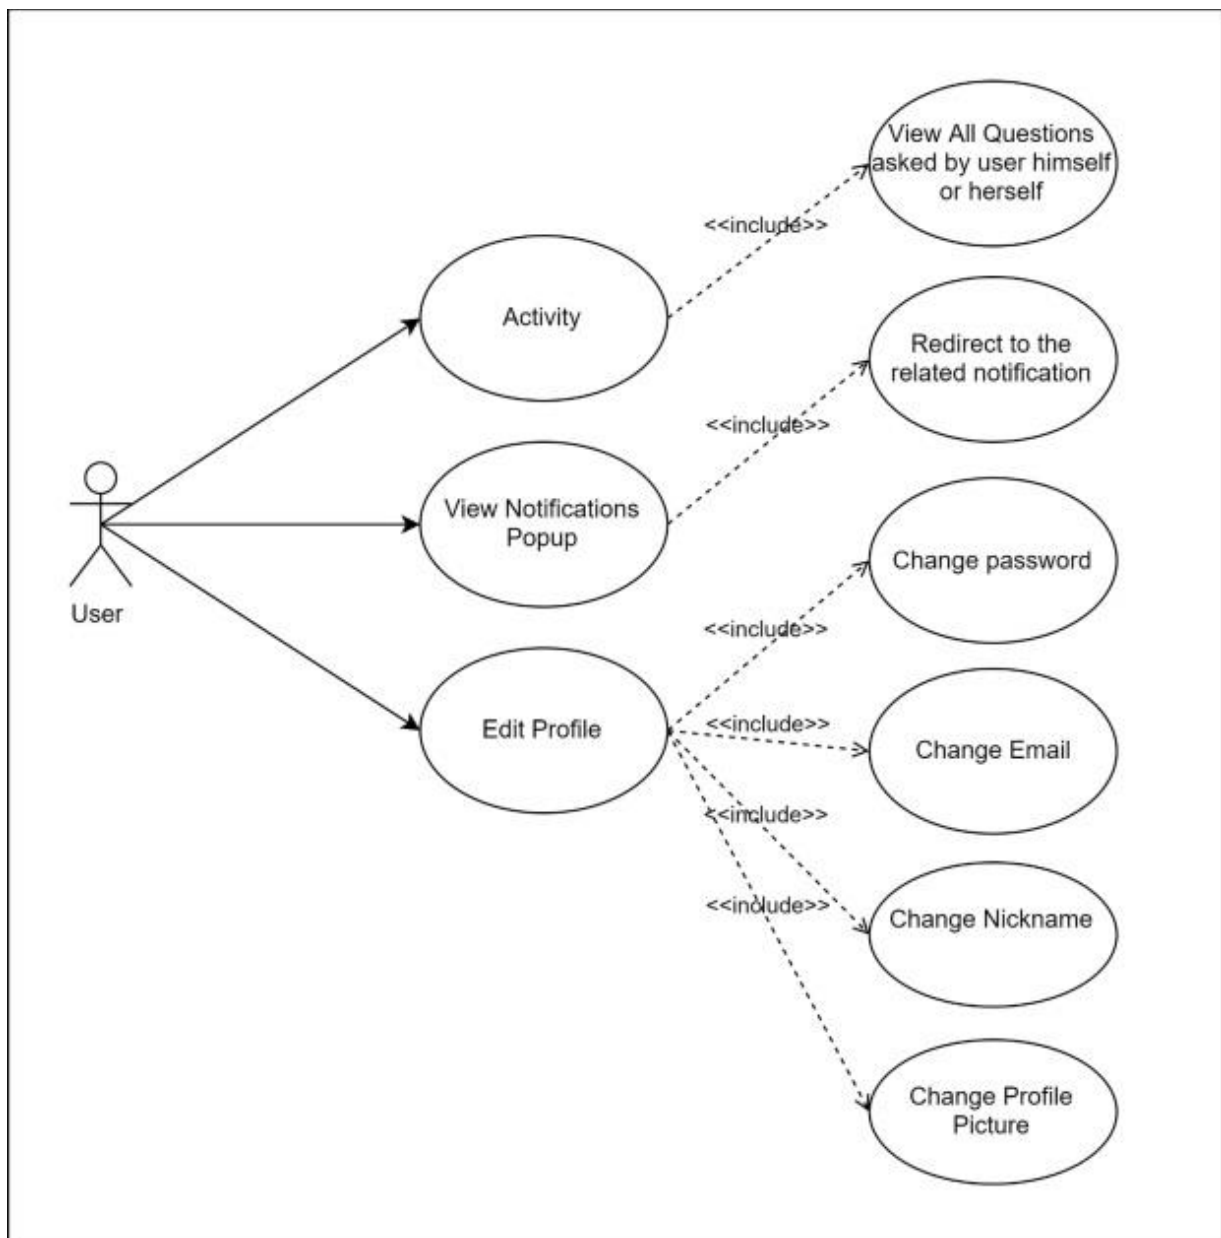 View All Questions
asked by user himself
or herself
<<include>>
Activity
Redirect to the
related notification
<<include>>
View Notifications
Popup
Change password
User
<<include>>
Edit Profile
<<include>>
Change Email
<<include>>
<<include>>
Change Nickname
Change Profile
Picture